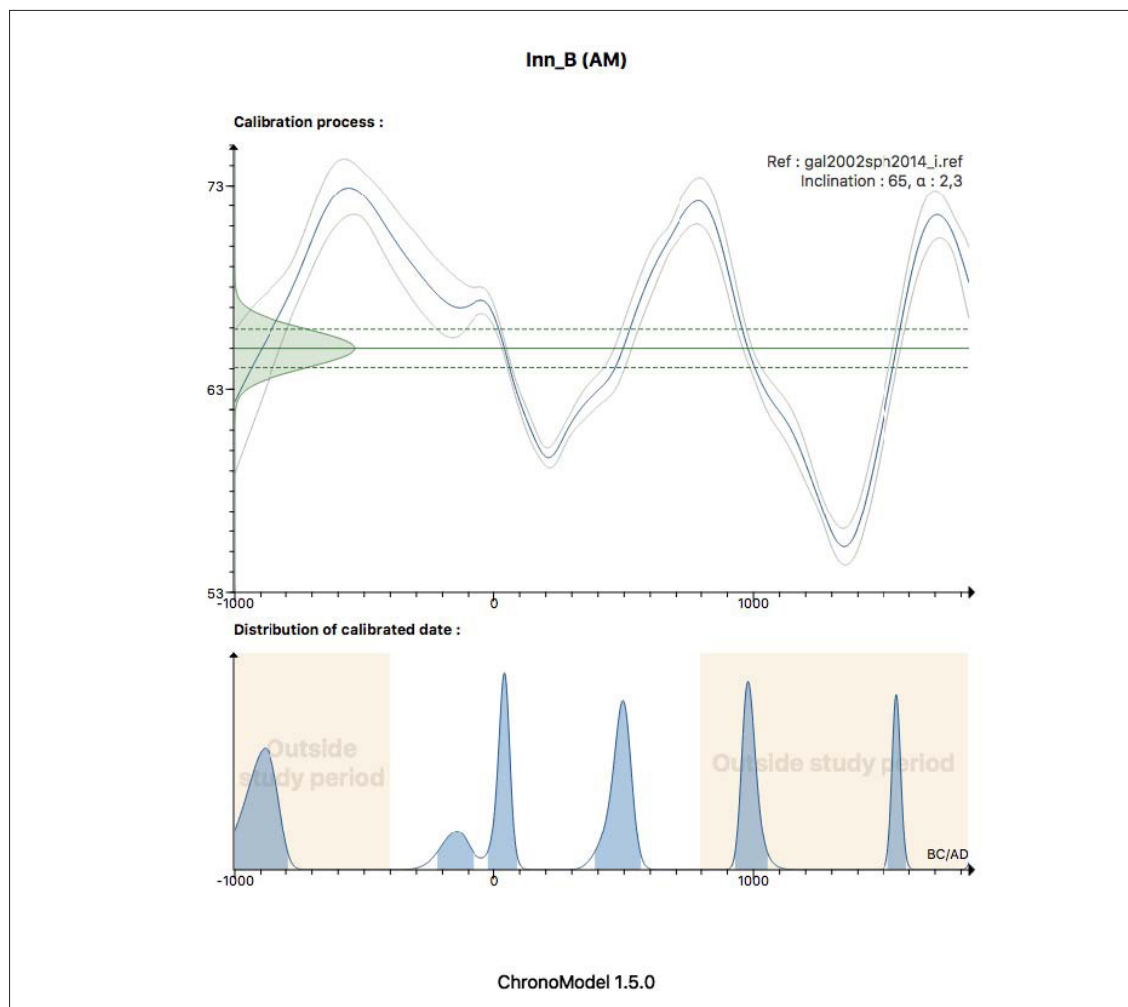 Inn_B (AM)
Calibration process :
Ref : gal2002sph2014_i.ref
Inclination : 65, α : 2,3
73
63
53
-1000
0
1000
Distribution of calibrated date :
Outside
study period
Outside study period
BC/AD
-1000
0
1000
ChronoModel 1.5.0